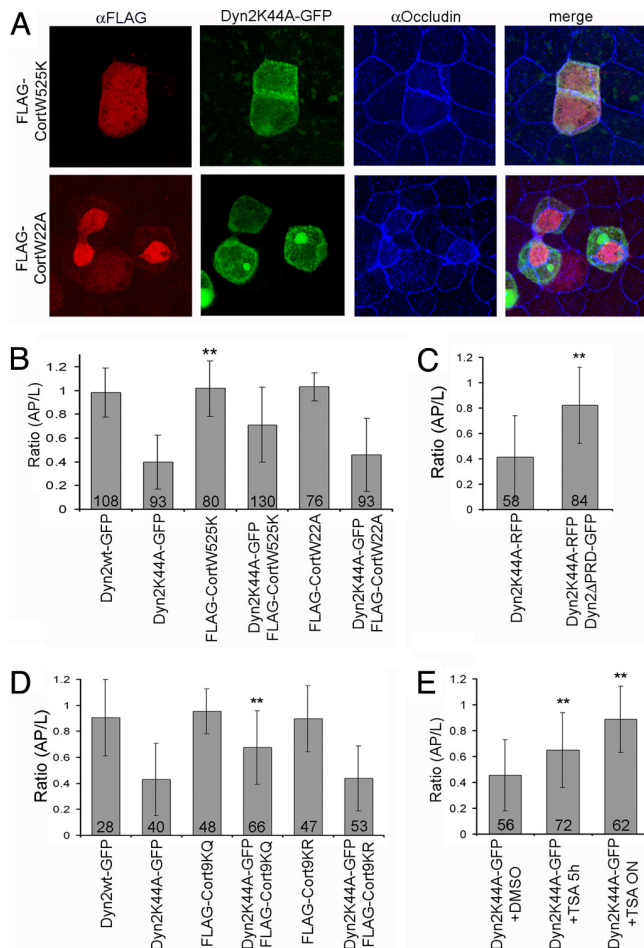 A
αFLAG Dyn2K44A-GFP αOccludin merge
FLAG-
CortW525K
FLAG-
CortW22A
B
Ratio (AP/L)
1.2
1
0.8
0.6
0.4
0.2
0
**
108 93 80 130 76 93
Dyn2wt-GFP
Dyn2K44A-GFP
FLAG-CortW525K
Dyn2K44A-GFP
FLAG-CortW525K
FLAG-CortW22A
Dyn2K44A-GFP
FLAG-CortW22A
C
Ratio (AP/L)
1.2
1
0.8
0.6
0.4
0.2
0
**
58 84
Dyn2K44A-RFP
Dyn2K44A-RFP
Dyn2ΔPRD-GFP
D
Ratio (AP/L)
1.2
1
0.8
0.6
0.4
0.2
0
**
28 40 48 66 47 53
Dyn2wt-GFP
Dyn2K44A-GFP
FLAG-Cort9KQ
Dyn2K44A-GFP
FLAG-Cort9KQ
FLAG-Cort9KR
Dyn2K44A-GFP
FLAG-Cort9KR
E
Ratio (AP/L)
1.2
1
0.8
0.6
0.4
0.2
0
** **
56 72 62
Dyn2K44A-GFP
+DMSO
Dyn2K44A-GFP
+TSA 5h
Dyn2K44A-GFP
+TSA ON